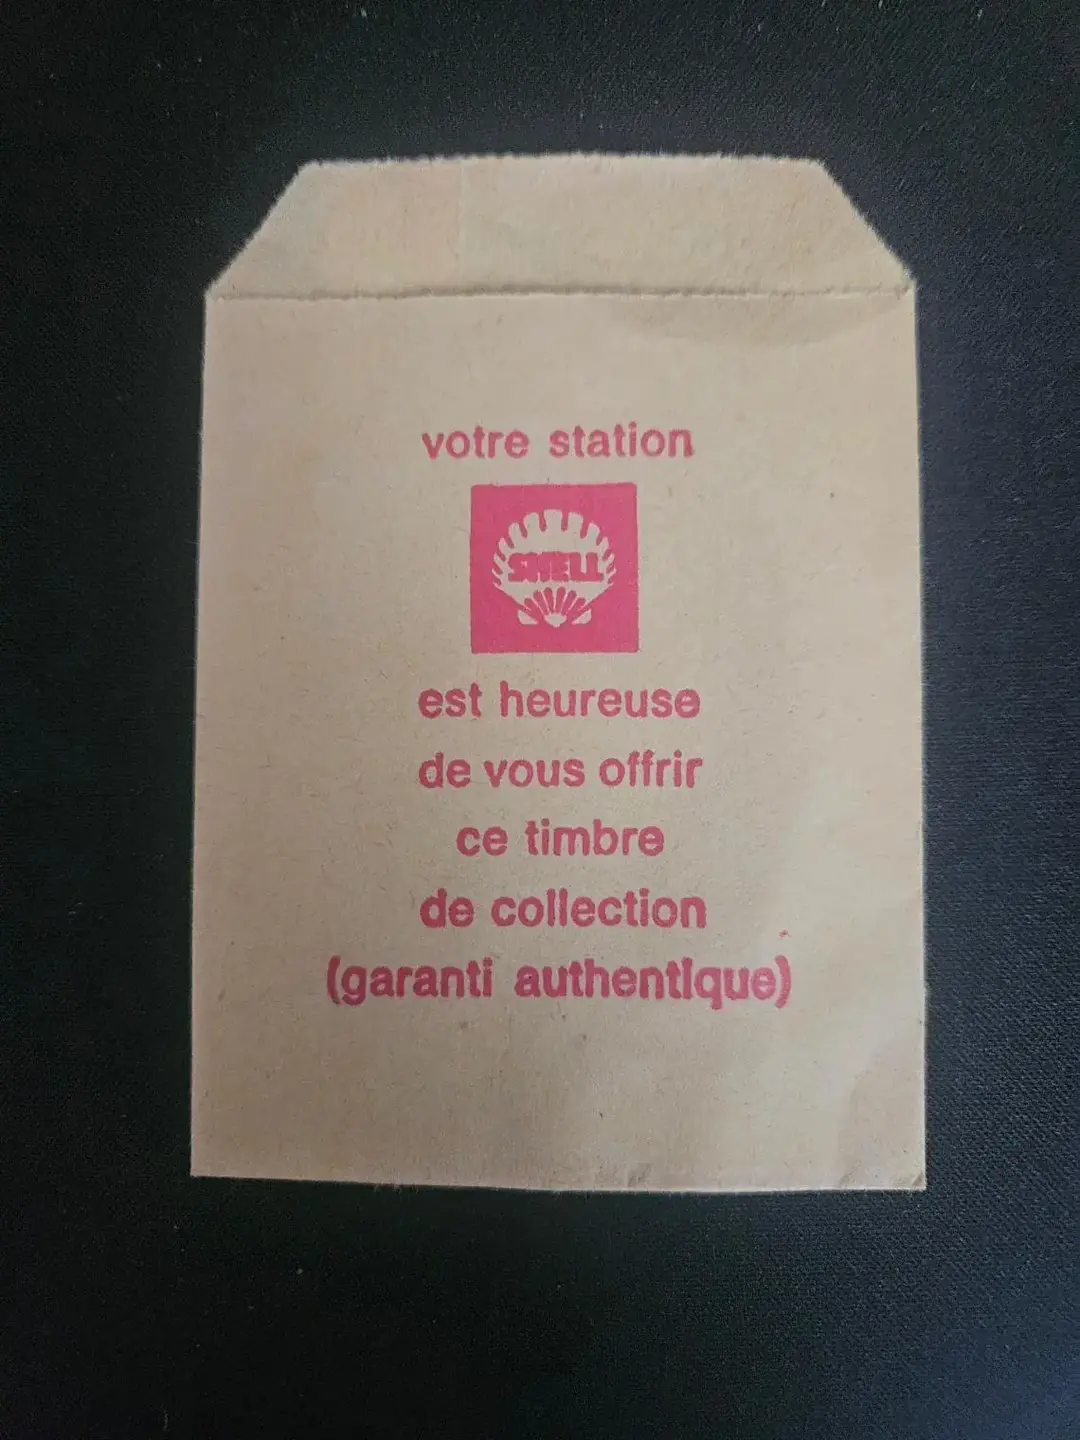 votre station
SHELL
est heureuse
de vous offrir
ce timbre
de collection
(garanti authentique)